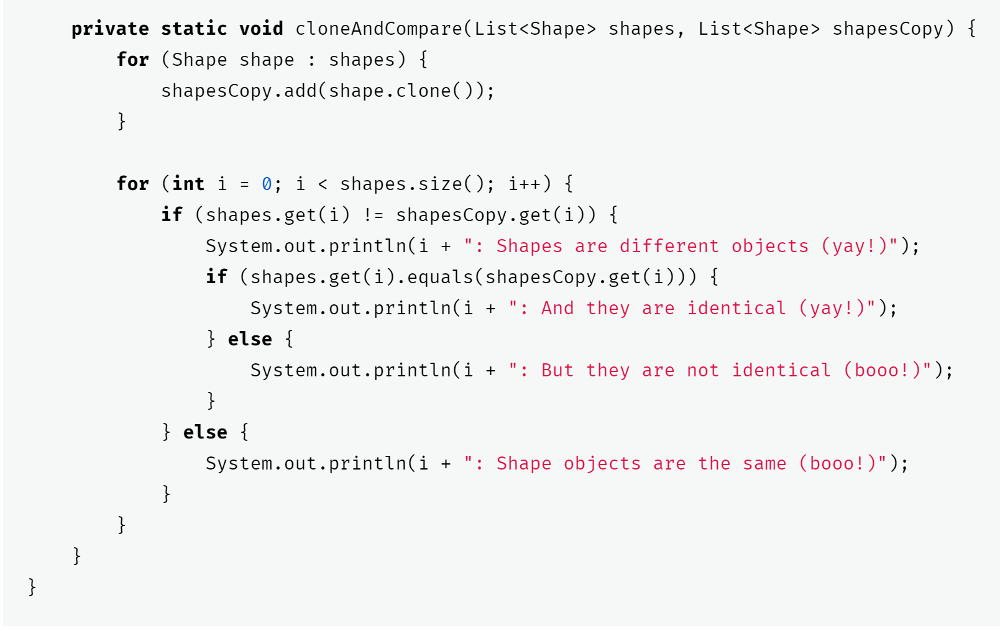 private static void cloneAndCompare(List<Shape> shapes, List<Shape> shapesCopy) {
        for (Shape shape : shapes) {
            shapesCopy.add(shape.clone());
        }

        for (int i = 0; i < shapes.size(); i++) {
            if (shapes.get(i) != shapesCopy.get(i)) {
                System.out.println(i + ": Shapes are different objects (yay!)");
                if (shapes.get(i).equals(shapesCopy.get(i))) {
                    System.out.println(i + ": And they are identical (yay!)");
                } else {
                    System.out.println(i + ": But they are not identical (booo!)");
                }
            } else {
                System.out.println(i + ": Shape objects are the same (booo!)");
            }
        }
    }
}